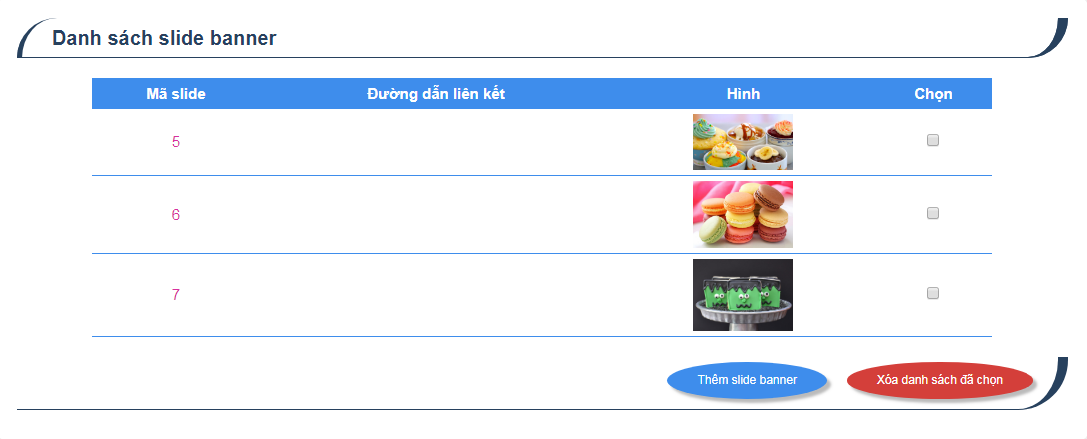 Danh sách slide banner
Mã slide Đường dẫn liên kết Hình Chọn
5
6
7
Thêm slide banner Xóa danh sách đã chọn